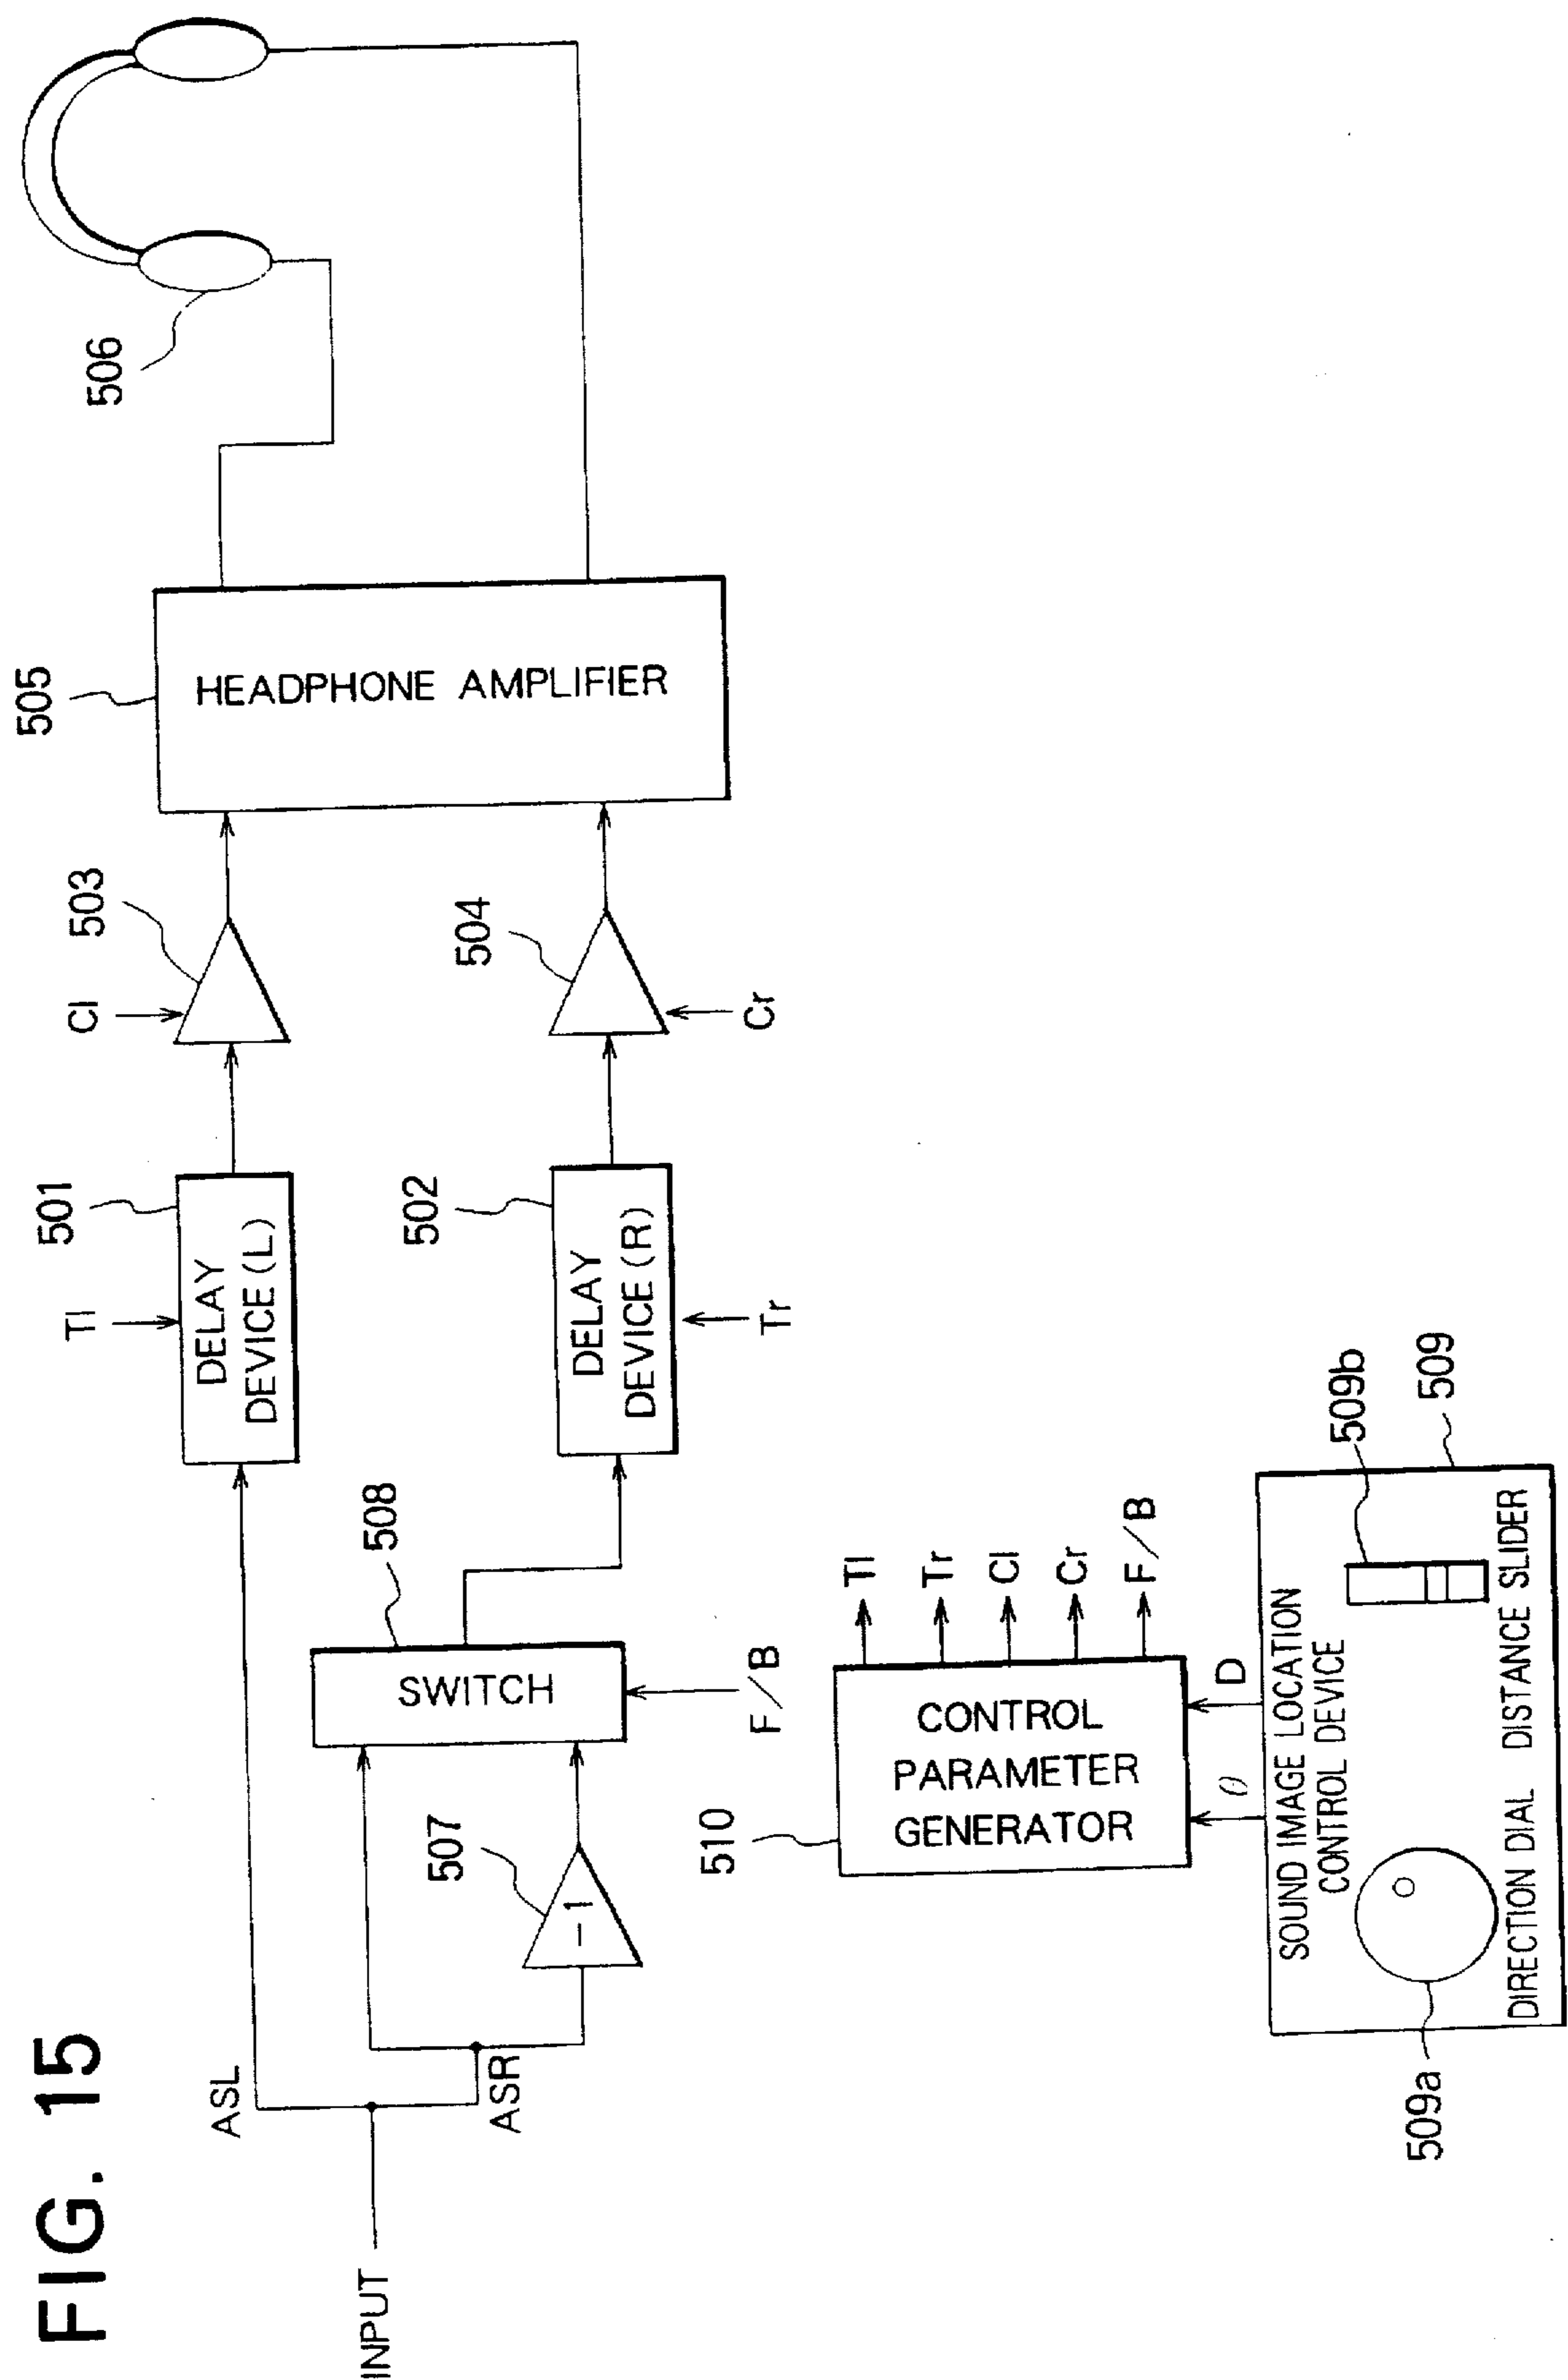 FIG. 15
INPUT
ASL
ASR
507
-1
SWITCH
508
F/B
Tl
501
DELAY
DEVICE(L)
502
DELAY
DEVICE(R)
Tr
Cl
503
504
Cr
505
HEADPHONE AMPLIFIER
506
510
CONTROL
PARAMETER
GENERATOR
Tl
Tr
Cl
Cr
F/B
θ
D
SOUND IMAGE LOCATION
CONTROL DEVICE
509a
509b
509
DIRECTION DIAL
DISTANCE SLIDER